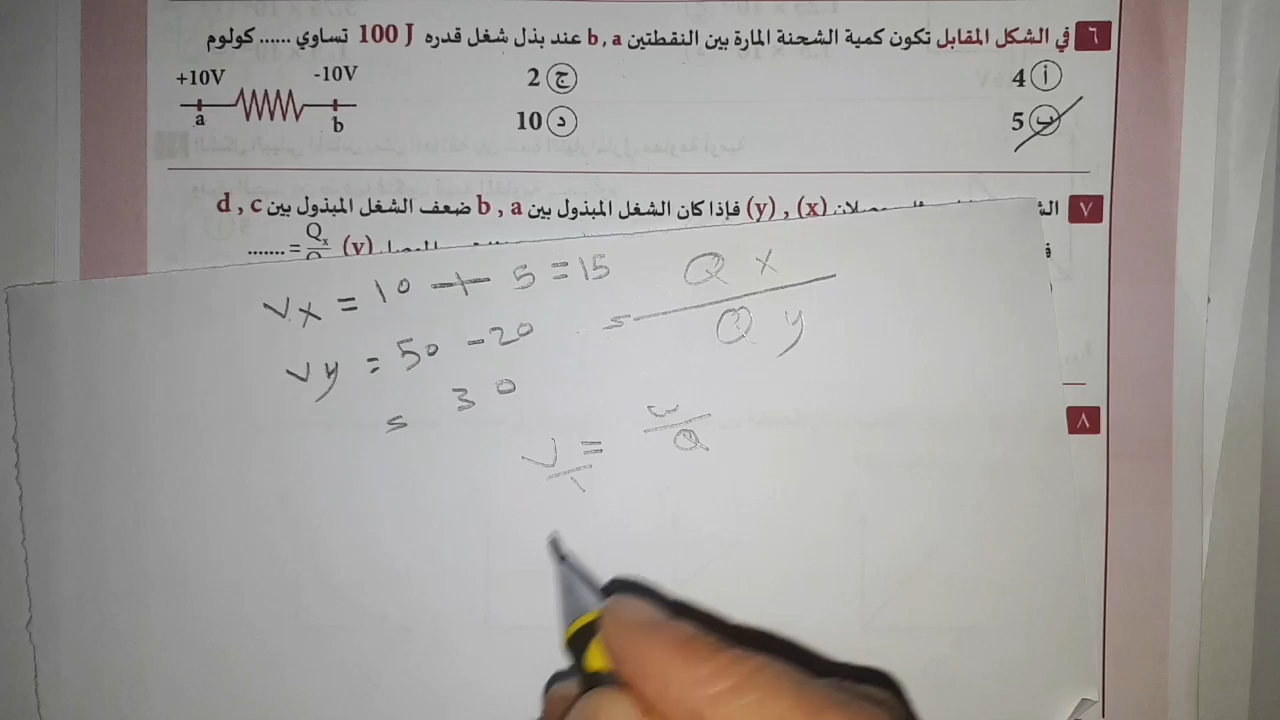 ٦ في الشكل المقابل تكون كمية الشحنة المارة بين النقطتين b , a عند بذل شغل قدره 100 J تساوي ...... كولوم
أ 4
ج 2
ب 5
د 10
+10V
-10V
a
b
٧ (x) , (y) فإذا كان الشغل المبذول بين b , a ضعف الشغل المبذول بين d , c
(y) Qx = .......
Vx = 10 + 5 = 15
Qx
Qy
Vy = 50 - 20
= 30
V = w
Q
٨